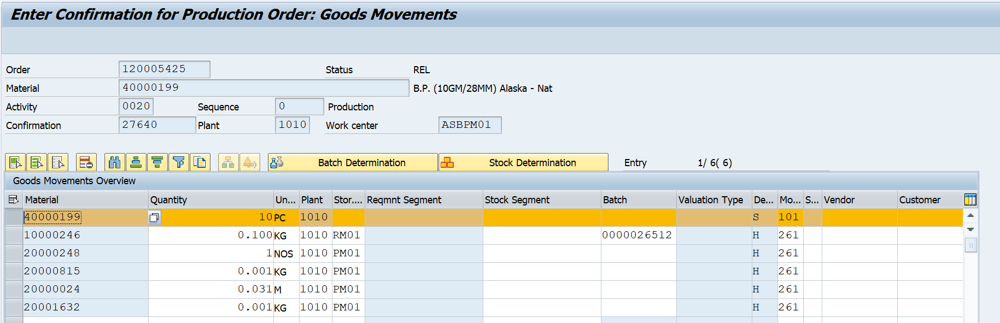 Enter Confirmation for Production Order: Goods Movements
Order 120005425 Status REL
Material 40000199 B.P. (10GM/28MM) Alaska - Nat
Activity 0020 Sequence 0 Production
Confirmation 27640 Plant 1010 Work center ASBPM01
Batch Determination Stock Determination Entry 1/ 6( 6)
Goods Movements Overview
Material Quantity Un... Plant Stor.... Reqmnt Segment Stock Segment Batch Valuation Type De... Mo... S... Vendor Customer
40000199 10 PC 1010 S 101
10000246 0.100 KG 1010 RM01 0000026512 H 261
20000248 1 NOS 1010 PM01 H 261
20000815 0.001 KG 1010 PM01 H 261
20000024 0.031 M 1010 PM01 H 261
20001632 0.001 KG 1010 PM01 H 261